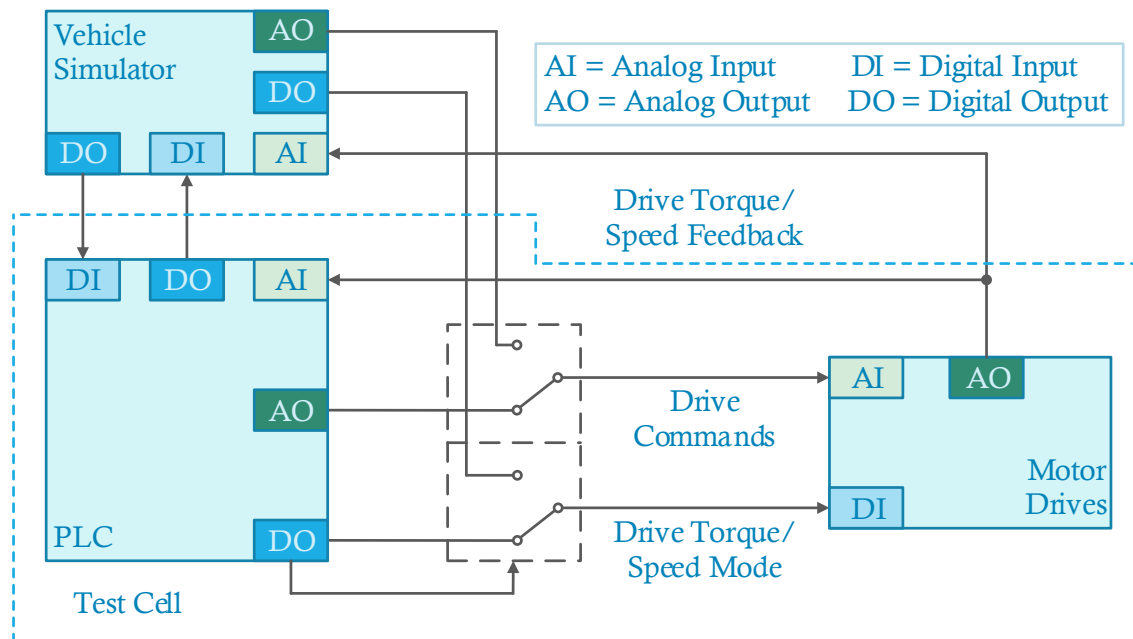 Vehicle
Simulator
AO
DO
DO
DI
AI
AI = Analog Input
DI = Digital Input
AO = Analog Output
DO = Digital Output
Drive Torque/
Speed Feedback
DI
DO
AI
AO
DO
PLC
Drive
Commands
Drive Torque/
Speed Mode
AI
AO
DI
Motor
Drives
Test Cell